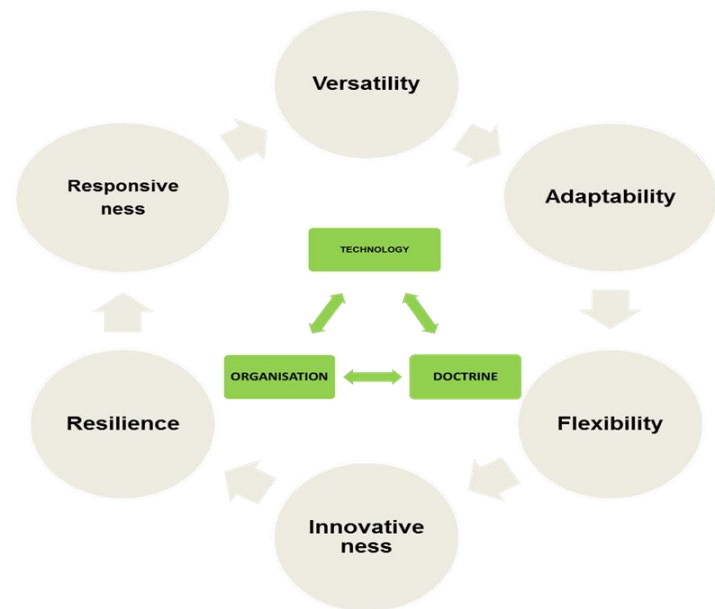 Versatility
Responsive
ness
Adaptability
TECHNOLOGY
ORGANISATION
DOCTRINE
Resilience
Flexibility
Innovative
ness